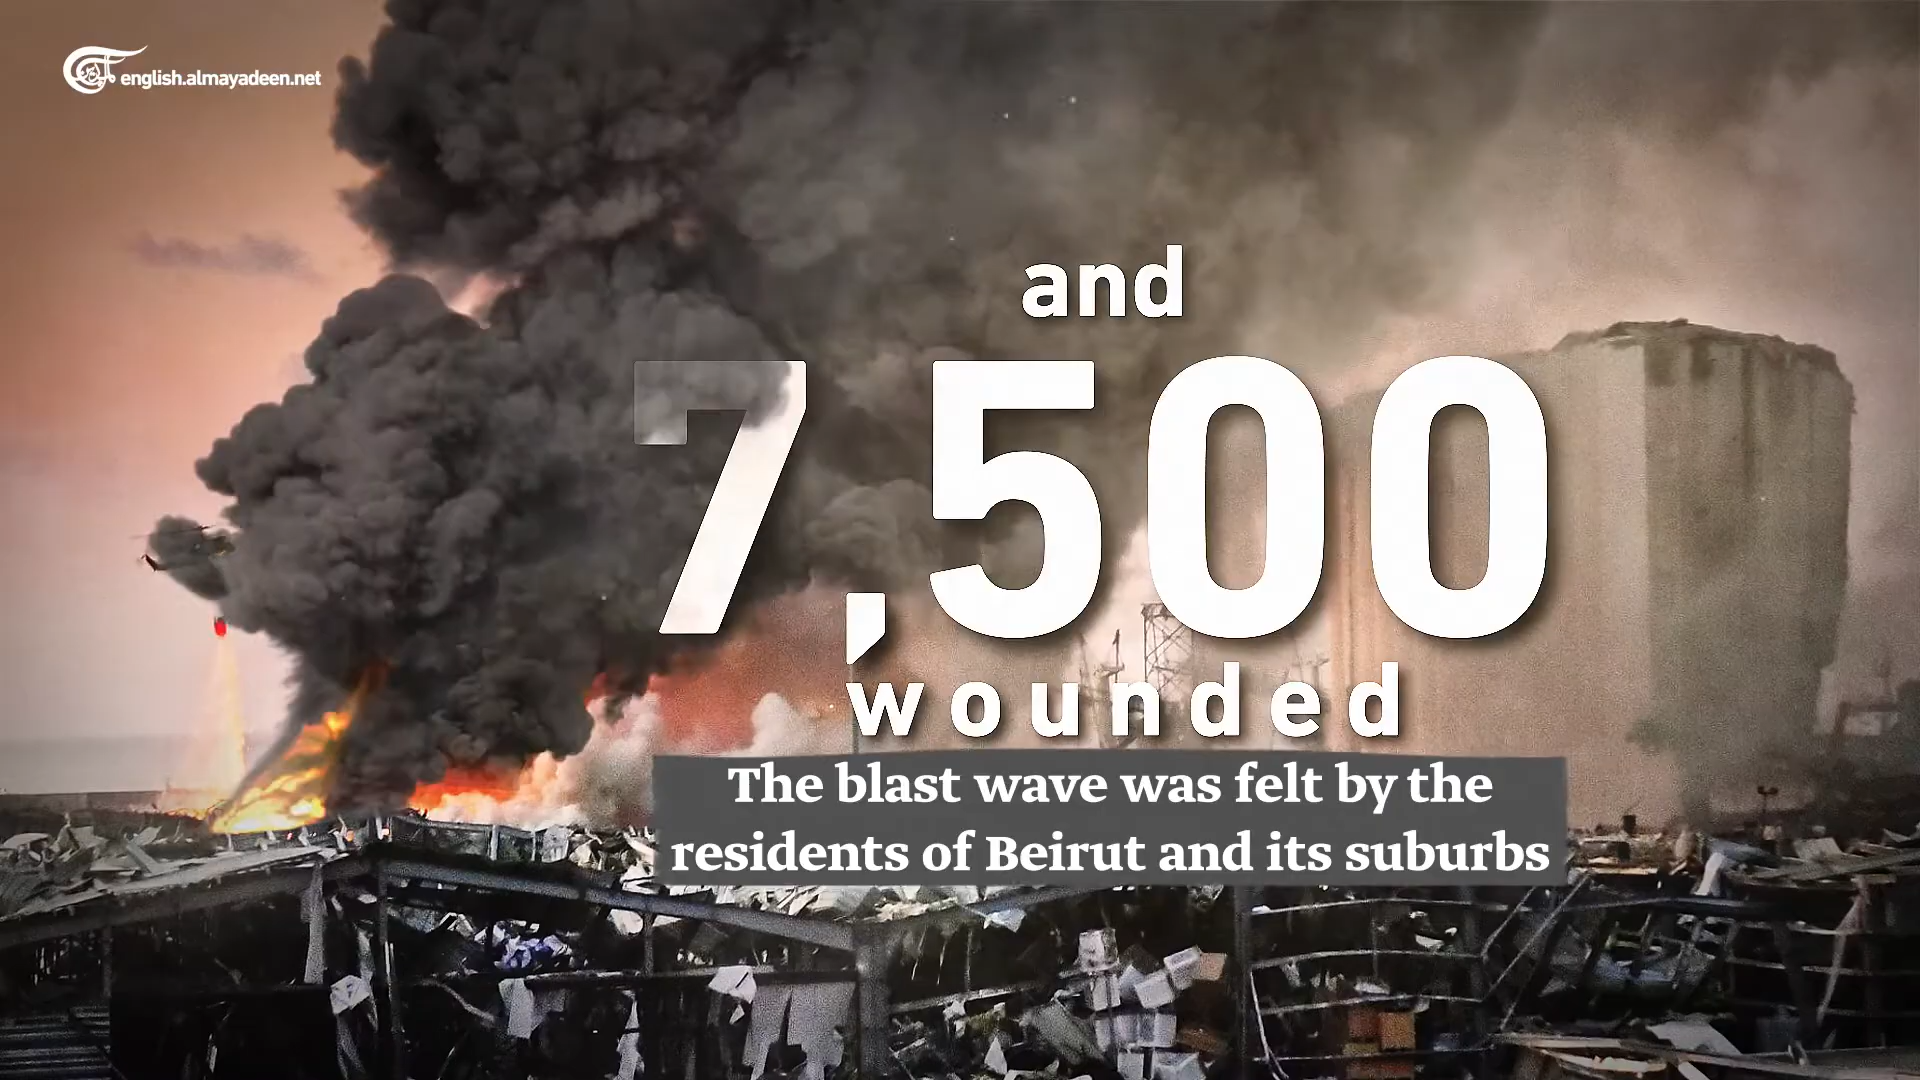 english.almayadeen.net
and
7,500
wounded
The blast wave was felt by the
residents of Beirut and its suburbs